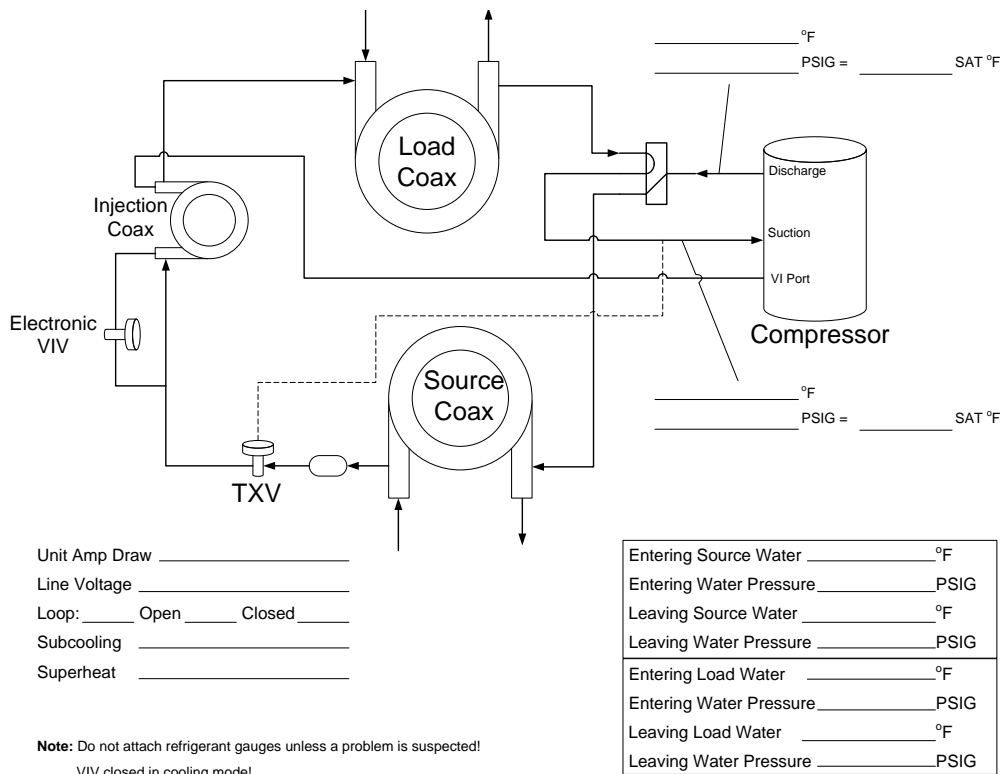 °F
PSIG = SAT °F
Load
Coax
Discharge
Injection
Coax
Suction
VI Port
Electronic
VIV
Compressor
Source
Coax
°F
PSIG = SAT °F
TXV
Unit Amp Draw
Line Voltage
Loop: Open Closed
Subcooling
Superheat
Entering Source Water °F
Entering Water Pressure PSIG
Leaving Source Water °F
Leaving Water Pressure PSIG
Entering Load Water °F
Entering Water Pressure PSIG
Leaving Load Water °F
Leaving Water Pressure PSIG
Note: Do not attach refrigerant gauges unless a problem is suspected!
VIV closed in cooling mode!